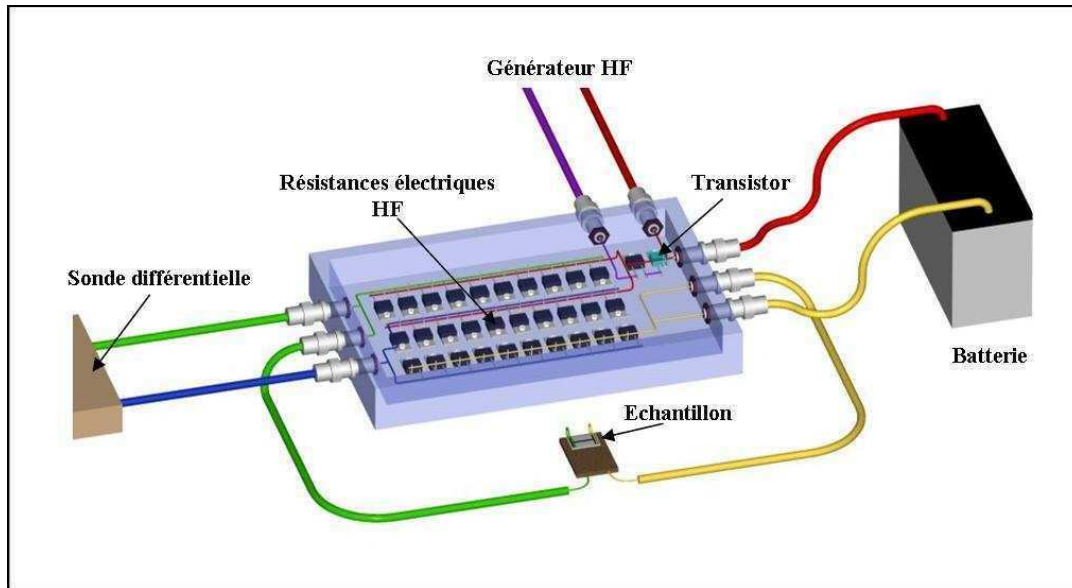 Générateur HF
Résistances électriques
HF
Transistor
Sonde différentielle
Batterie
Echantillon